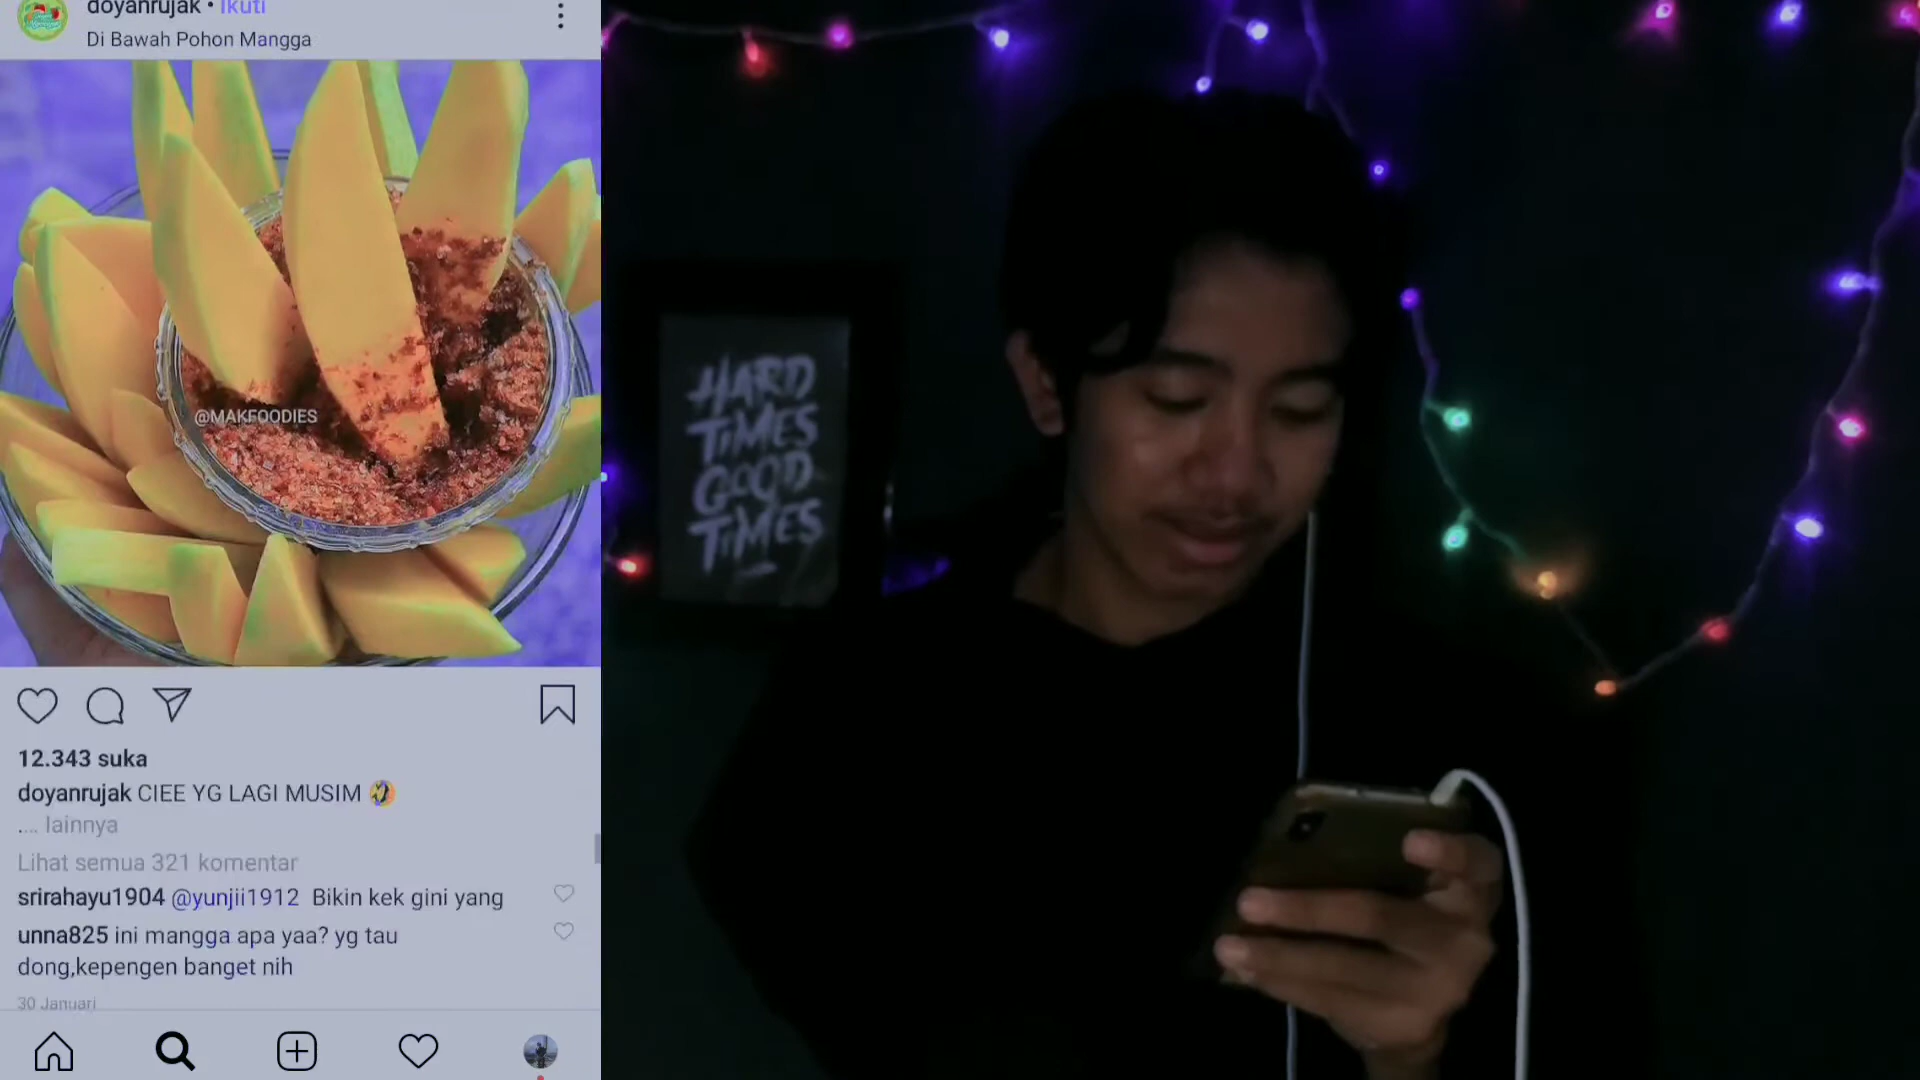 doyanrujak • Ikuti
Di Bawah Pohon Mangga
@MAKFOODIES
12.343 suka
doyanrujak CIEE YG LAGI MUSIM 🤣
.... lainnya
Lihat semua 321 komentar
srirahayu1904 @yunjii1912 Bikin kek gini yang
unna825 ini mangga apa yaa? yg tau
dong,kepengen banget nih
30 Januari
HARD
TiMES
GOOD
TiMES